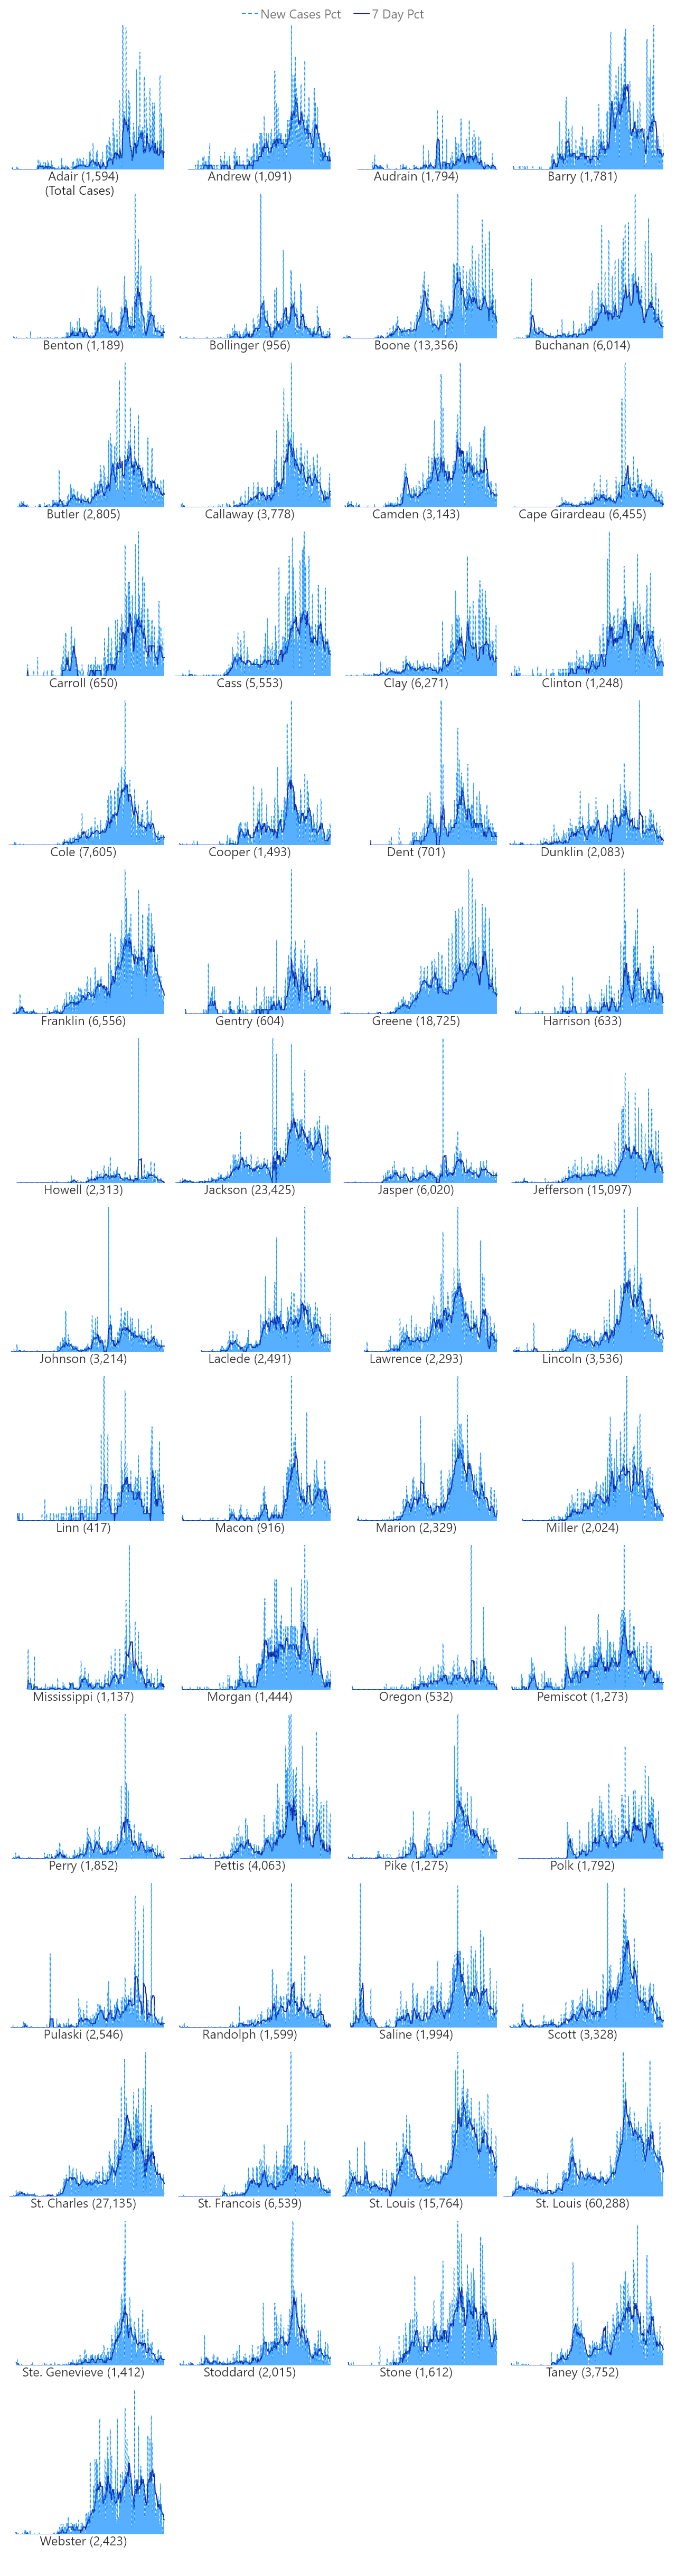 New Cases Pct 7 Day Pct
Adair (1,594) Andrew (1,091) Audrain (1,794) Barry (1,781)
(Total Cases)
Benton (1,189) Bollinger (956) Boone (13,356) Buchanan (6,014)
Butler (2,805) Callaway (3,778) Camden (3,143) Cape Girardeau (6,455)
Carroll (650) Cass (5,553) Clay (6,271) Clinton (1,248)
Cole (7,605) Cooper (1,493) Dent (701) Dunklin (2,083)
Franklin (6,556) Gentry (604) Greene (18,725) Harrison (633)
Howell (2,313) Jackson (23,425) Jasper (6,020) Jefferson (15,097)
Johnson (3,214) Laclede (2,491) Lawrence (2,293) Lincoln (3,536)
Linn (417) Macon (916) Marion (2,329) Miller (2,024)
Mississippi (1,137) Morgan (1,444) Oregon (532) Pemiscot (1,273)
Perry (1,852) Pettis (4,063) Pike (1,275) Polk (1,792)
Pulaski (2,546) Randolph (1,599) Saline (1,994) Scott (3,328)
St. Charles (27,135) St. Francois (6,539) St. Louis (15,764) St. Louis (60,288)
Ste. Genevieve (1,412) Stoddard (2,015) Stone (1,612) Taney (3,752)
Webster (2,423)